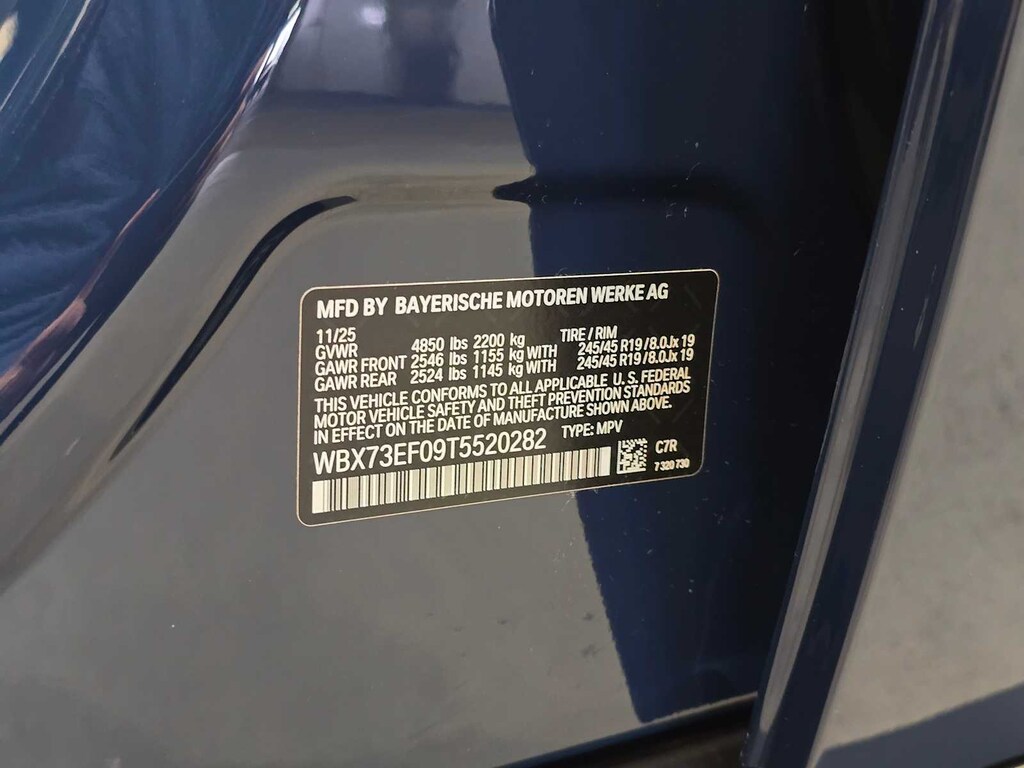 MFD BY BAYERISCHE MOTOREN WERKE AG
11/25 TIRE / RIM
GVWR 4850 lbs 2200 kg
GAWR FRONT 2546 lbs 1155 kg WITH 245/45 R19 / 8.0Jx 19
GAWR REAR 2524 lbs 1145 kg WITH 245/45 R19 / 8.0Jx 19
THIS VEHICLE CONFORMS TO ALL APPLICABLE U. S. FEDERAL
MOTOR VEHICLE SAFETY AND THEFT PREVENTION STANDARDS
IN EFFECT ON THE DATE OF MANUFACTURE SHOWN ABOVE.
WBX73EF09T5520282 TYPE: MPV
C7R
7 320 730